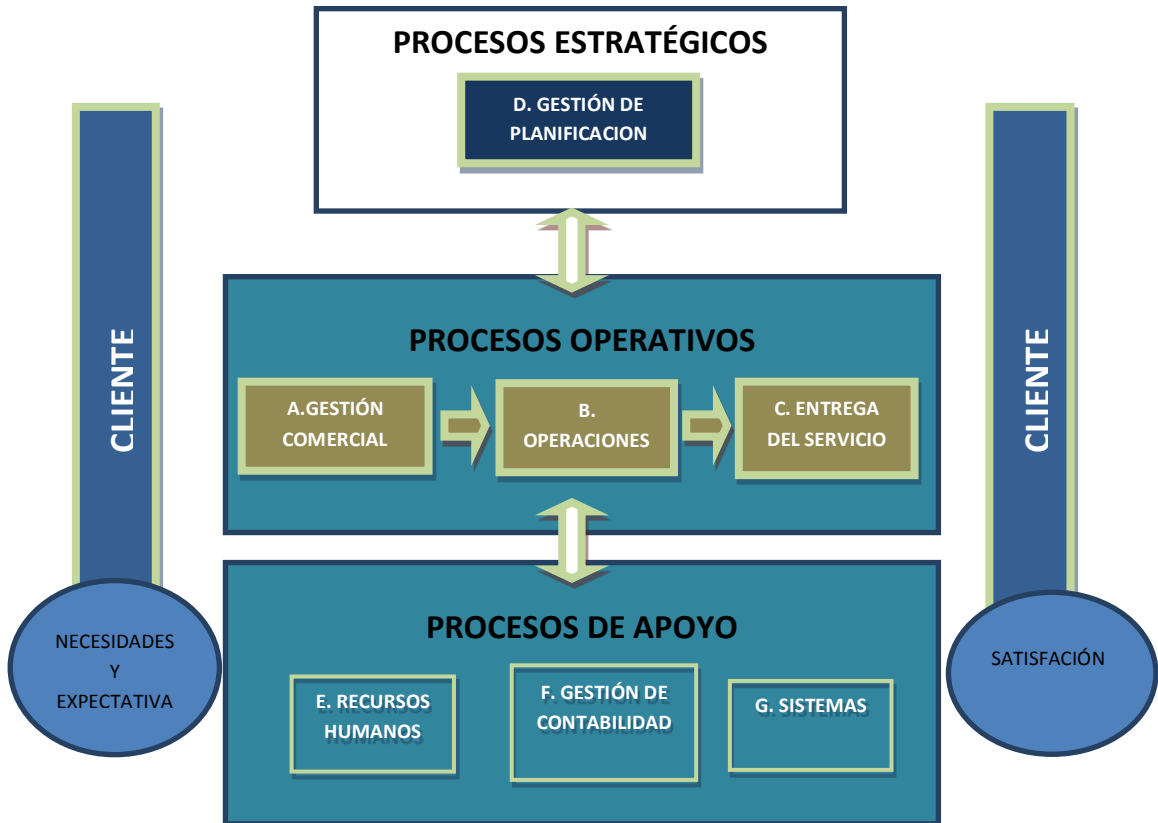 PROCESOS ESTRATÉGICOS
D. GESTIÓN DE
PLANIFICACION
CLIENTE
PROCESOS OPERATIVOS
A.GESTIÓN
COMERCIAL
B.
OPERACIONES
C. ENTREGA
DEL SERVICIO
CLIENTE
NECESIDADES
Y
EXPECTATIVA
PROCESOS DE APOYO
E. RECURSOS
HUMANOS
F. GESTIÓN DE
CONTABILIDAD
G. SISTEMAS
SATISFACIÓN